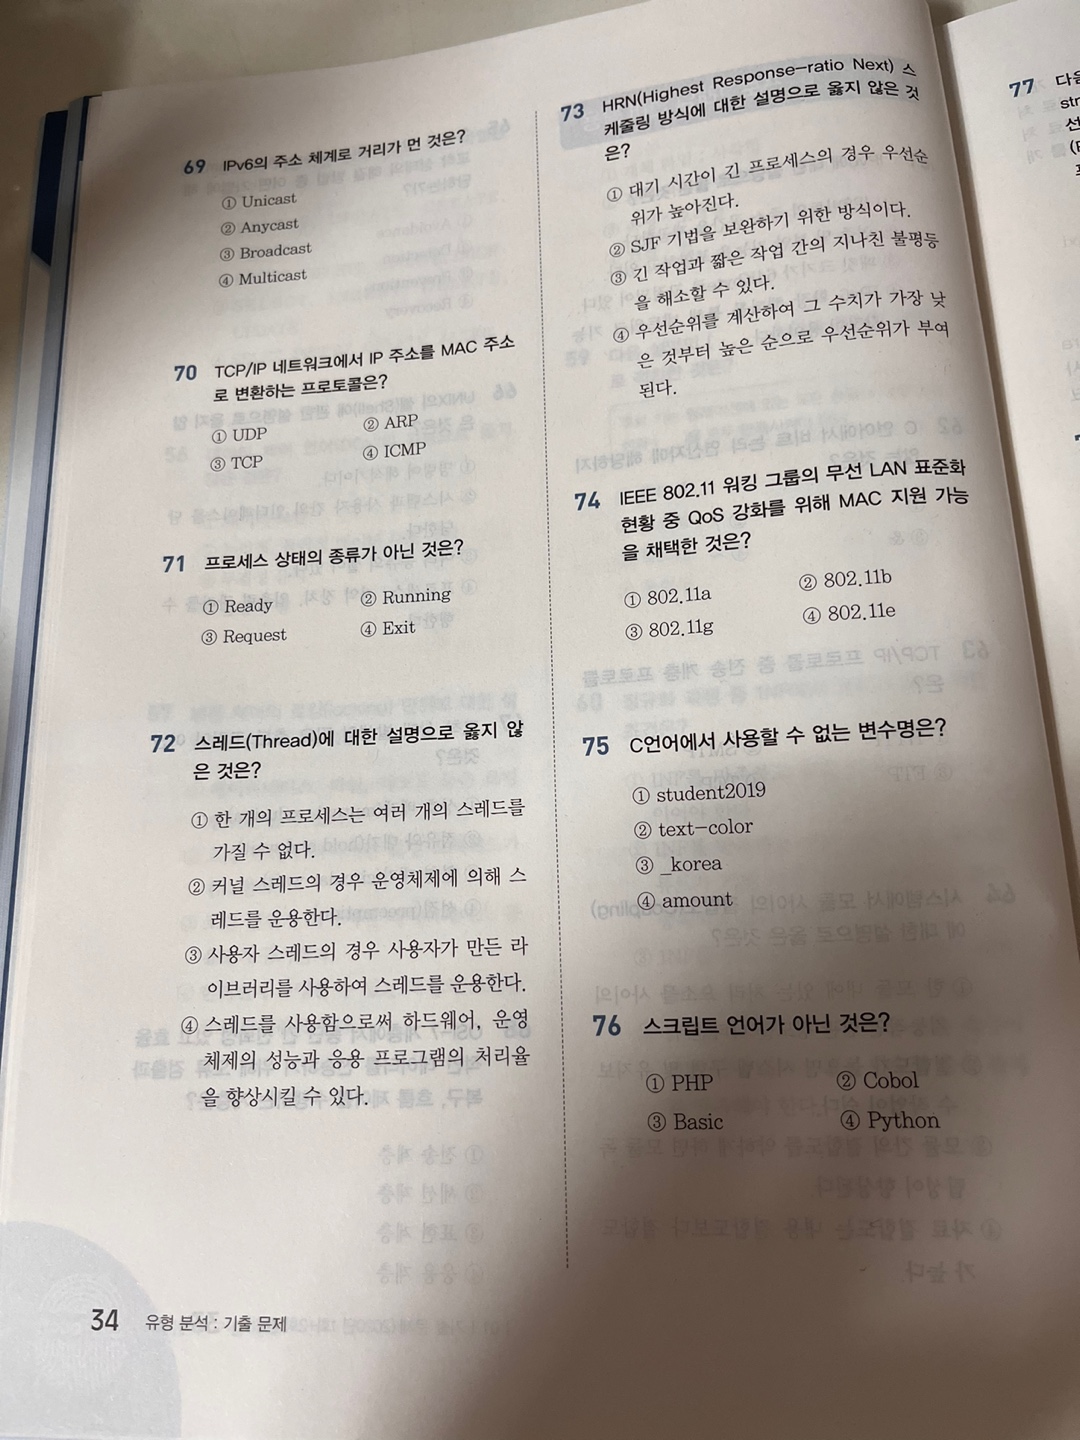 69 IPv6의 주소 체계로 거리가 먼 것은?
① Unicast
② Anycast
③ Broadcast
④ Multicast
70 TCP/IP 네트워크에서 IP 주소를 MAC 주소
로 변환하는 프로토콜은?
① UDP ② ARP
③ TCP ④ ICMP
71 프로세스 상태의 종류가 아닌 것은?
① Ready ② Running
③ Request ④ Exit
72 스레드(Thread)에 대한 설명으로 옳지 않
은 것은?
① 한 개의 프로세스는 여러 개의 스레드를
가질 수 없다.
② 커널 스레드의 경우 운영체제에 의해 스
레드를 운용한다.
③ 사용자 스레드의 경우 사용자가 만든 라
이브러리를 사용하여 스레드를 운용한다.
④ 스레드를 사용함으로써 하드웨어, 운영
체제의 성능과 응용 프로그램의 처리율
을 향상시킬 수 있다.
73 HRN(Highest Response-ratio Next) 스
케줄링 방식에 대한 설명으로 옳지 않은 것
은?
① 대기 시간이 긴 프로세스의 경우 우선순
위가 높아진다.
② SJF 기법을 보완하기 위한 방식이다.
③ 긴 작업과 짧은 작업 간의 지나친 불평등
을 해소할 수 있다.
④ 우선순위를 계산하여 그 수치가 가장 낮
은 것부터 높은 순으로 우선순위가 부여
된다.
74 IEEE 802.11 워킹 그룹의 무선 LAN 표준화
현황 중 QoS 강화를 위해 MAC 지원 기능
을 채택한 것은?
① 802.11a ② 802.11b
③ 802.11g ④ 802.11e
75 C언어에서 사용할 수 없는 변수명은?
① student2019
② text-color
③ _korea
④ amount
76 스크립트 언어가 아닌 것은?
① PHP ② Cobol
③ Basic ④ Python
34 유형 분석 : 기출 문제
77 다음
str
선